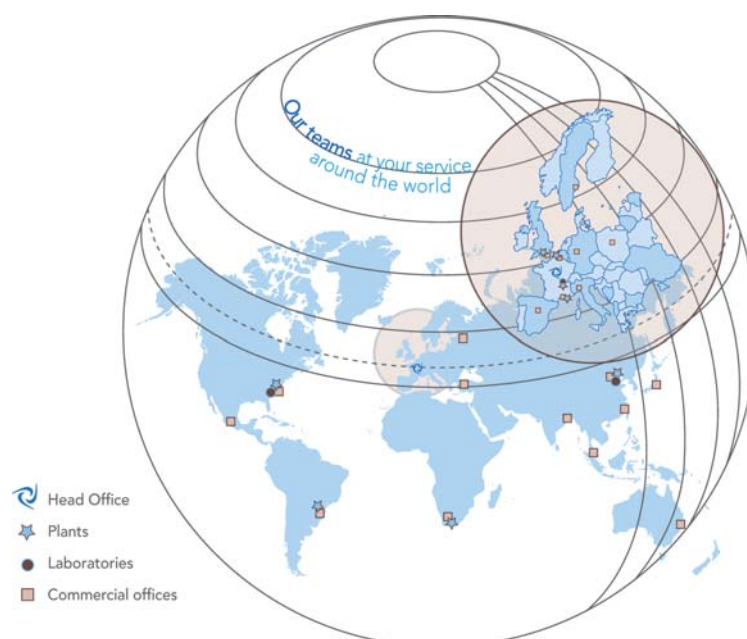 Our teams at your service
around the world
Head Office
Plants
Laboratories
Commercial offices